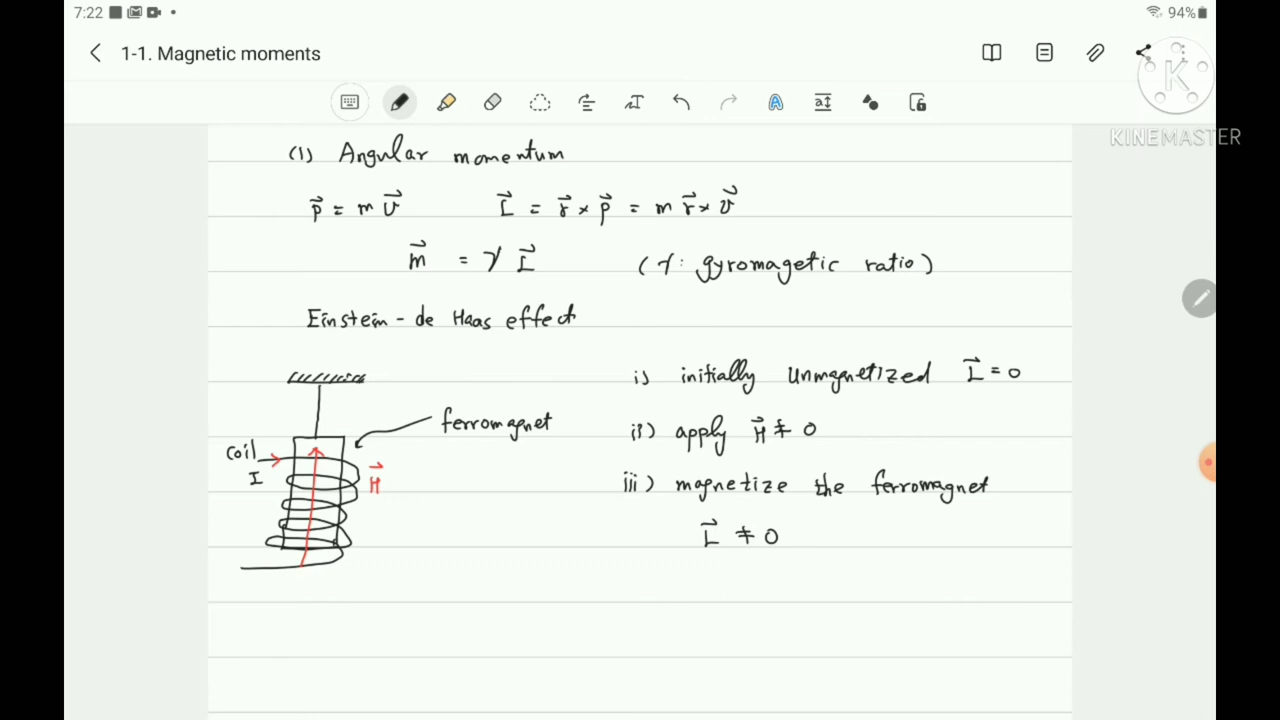 7:22
94%
1-1. Magnetic moments
KINEMASTER
(1) Angular momentum
p⃗ = m v⃗    L⃗ = r⃗ × p⃗ = m r⃗ × v⃗
m⃗ = γ L⃗    (γ: gyromagetic ratio)
Einstein - de Haas effect
i) initially unmagnetized L⃗ = 0
ferromagnet
ii) apply H⃗ ≠ 0
coil
I
H⃗
iii) magnetize the ferromagnet
L⃗ ≠ 0